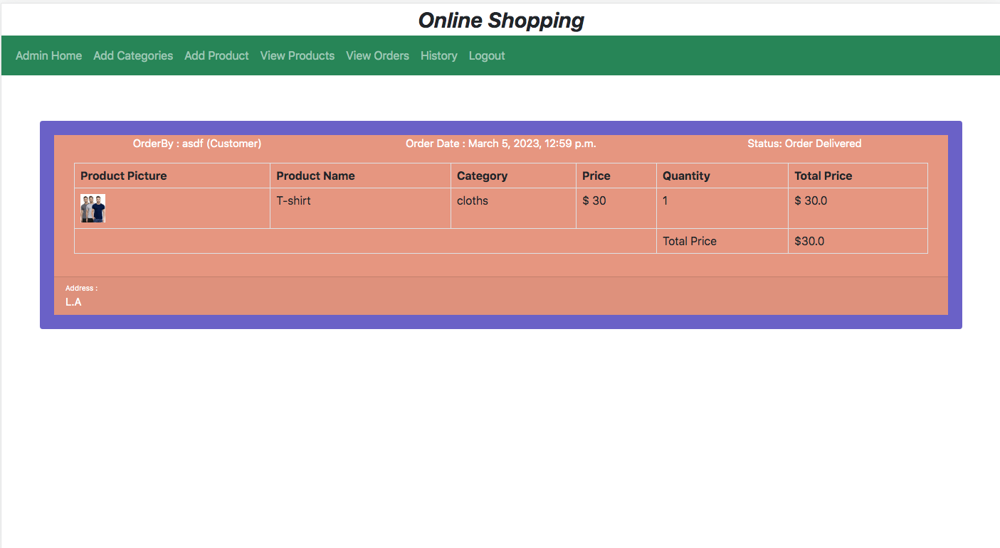 Online Shopping
Admin Home Add Categories Add Product View Products View Orders History Logout
OrderBy : asdf (Customer) Order Date : March 5, 2023, 12:59 p.m. Status: Order Delivered
Product Picture Product Name Category Price Quantity Total Price
T-shirt cloths $ 30 1 $ 30.0
Total Price $30.0
Address :
L.A